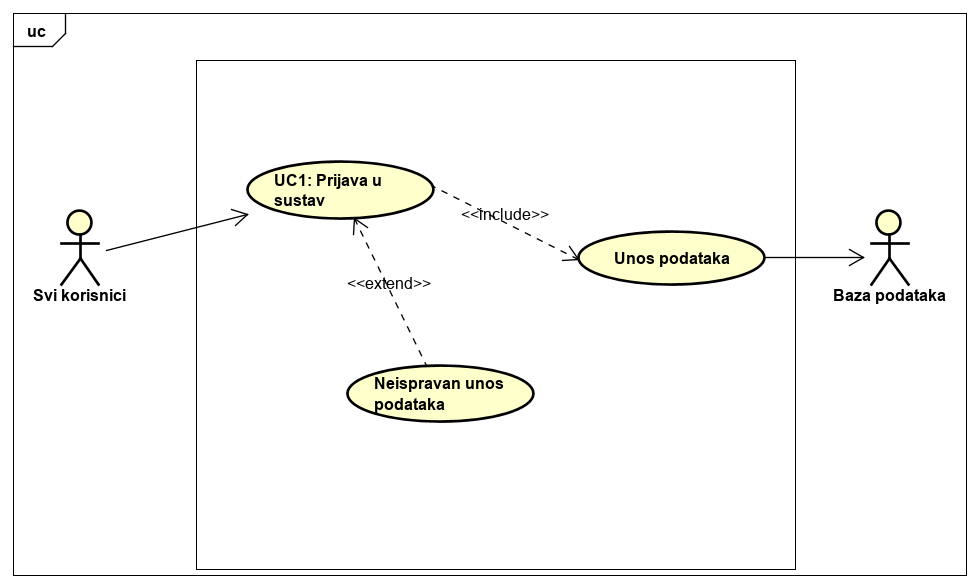 uc
UC1: Prijava u
sustav
<<include>>
Unos podataka
Svi korisnici
<<extend>>
Baza podataka
Neispravan unos
podataka